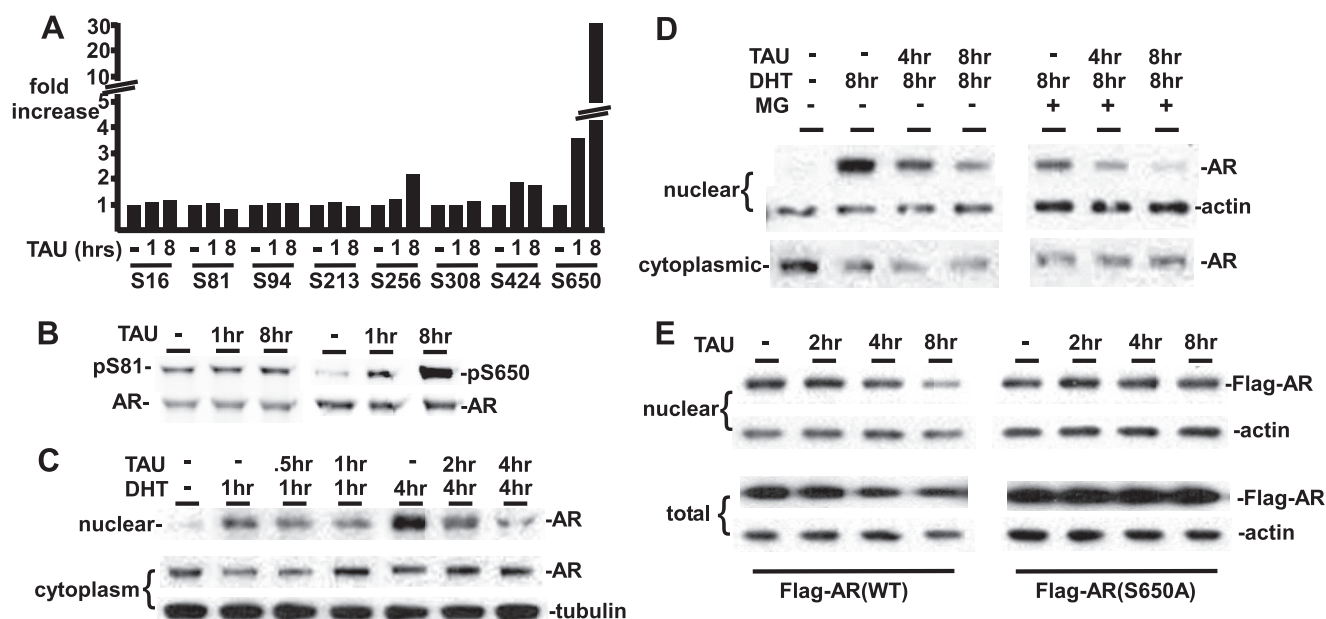 A
30
20
10
fold
increase
5
4
3
2
1
TAU (hrs) - 1 8 - 1 8 - 1 8 - 1 8 - 1 8 - 1 8 - 1 8 - 1 8
S16 S81 S94 S213 S256 S308 S424 S650
B
TAU - 1hr 8hr - 1hr 8hr
pS81- -pS650
AR- -AR
C
TAU - - .5hr 1hr - 2hr 4hr
DHT - 1hr 1hr 1hr 4hr 4hr 4hr
nuclear- -AR
cytoplasm { -AR
-tubulin
D
TAU - - 4hr 8hr - 4hr 8hr
DHT - 8hr 8hr 8hr 8hr 8hr 8hr
MG - - - - + + +
nuclear { -AR
-actin
cytoplasmic- -AR
E
TAU - 2hr 4hr 8hr - 2hr 4hr 8hr
nuclear { -Flag-AR
-actin
total { -Flag-AR
-actin
Flag-AR(WT) Flag-AR(S650A)